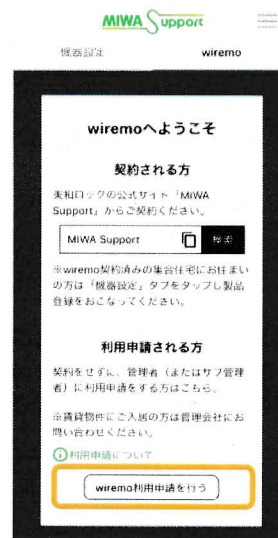 MIWA Support
機器設定
wiremo
wiremoへようこそ
契約される方
美和ロックの公式サイト「MIWA
Support」からご契約ください。
MIWA Support
検索
※wiremo契約済みの集合住宅にお住まい
の方は「機器設定」タブをタップし製品
登録をおこなってください。
利用申請される方
契約をせずに、管理者（またはサブ管理
者）に利用申請をする方はこちら。
※賃貸物件にご入居の方は管理会社にお
問い合わせください。
利用申請について
wiremo利用申請を行う